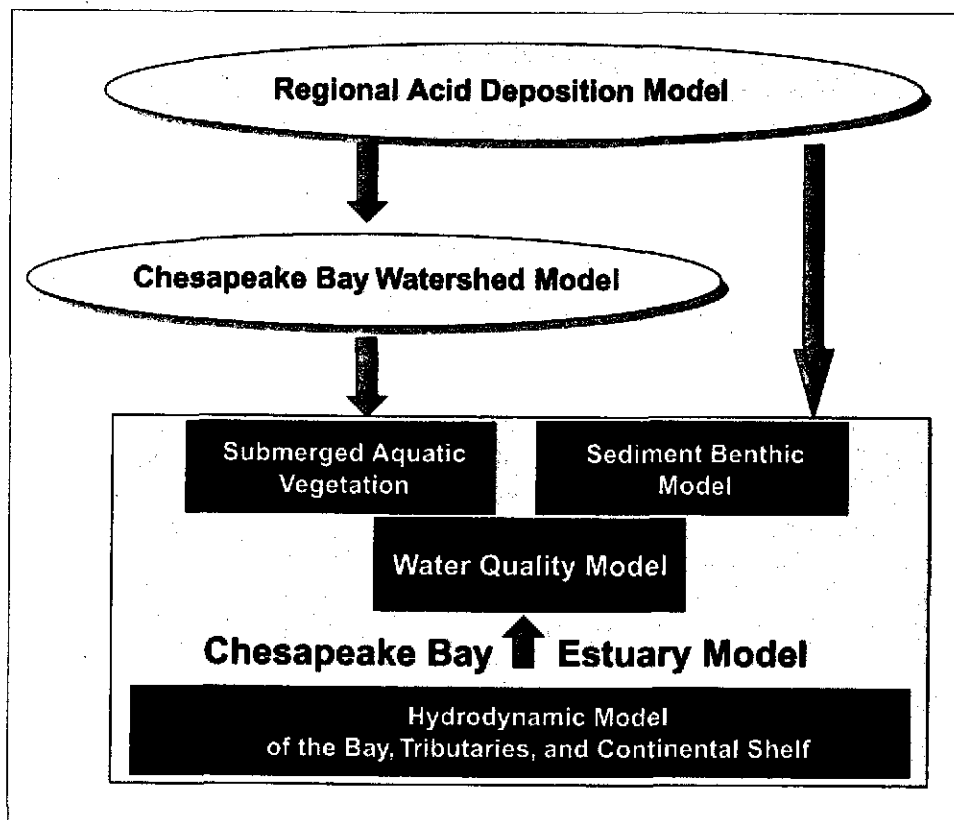 Regional Acid Deposition Model
Chesapeake Bay Watershed Model
Submerged Aquatic
Vegetation
Sediment Benthic
Model
Water Quality Model
Chesapeake Bay Estuary Model
Hydrodynamic Model
of the Bay, Tributaries, and Continental Shelf